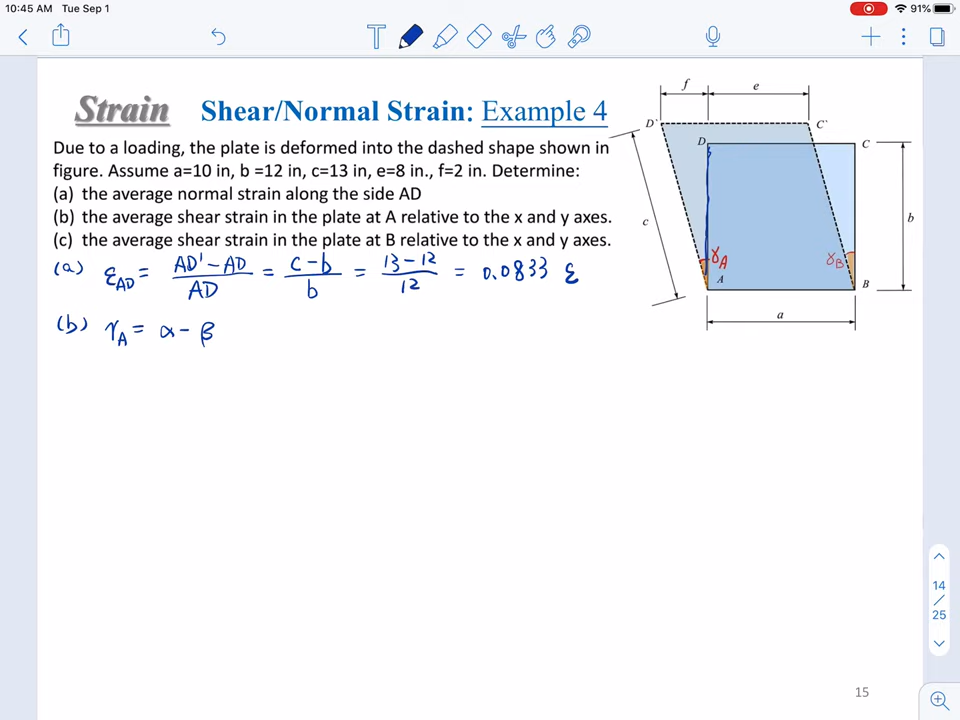 10:45 AM Tue Sep 1
91%
T
Strain Shear/Normal Strain: Example 4
Due to a loading, the plate is deformed into the dashed shape shown in
figure. Assume a=10 in, b =12 in, c=13 in, e=8 in., f=2 in. Determine:
(a) the average normal strain along the side AD
(b) the average shear strain in the plate at A relative to the x and y axes.
(c) the average shear strain in the plate at B relative to the x and y axes.
(a) ε_AD = (AD' − AD)/AD = (c − b)/b = (13 − 12)/12 = 0.0833 ε
(b) γ_A = α − β
f e
D` C`
D C
c b
γA γB
A B
a
14
/
25
15